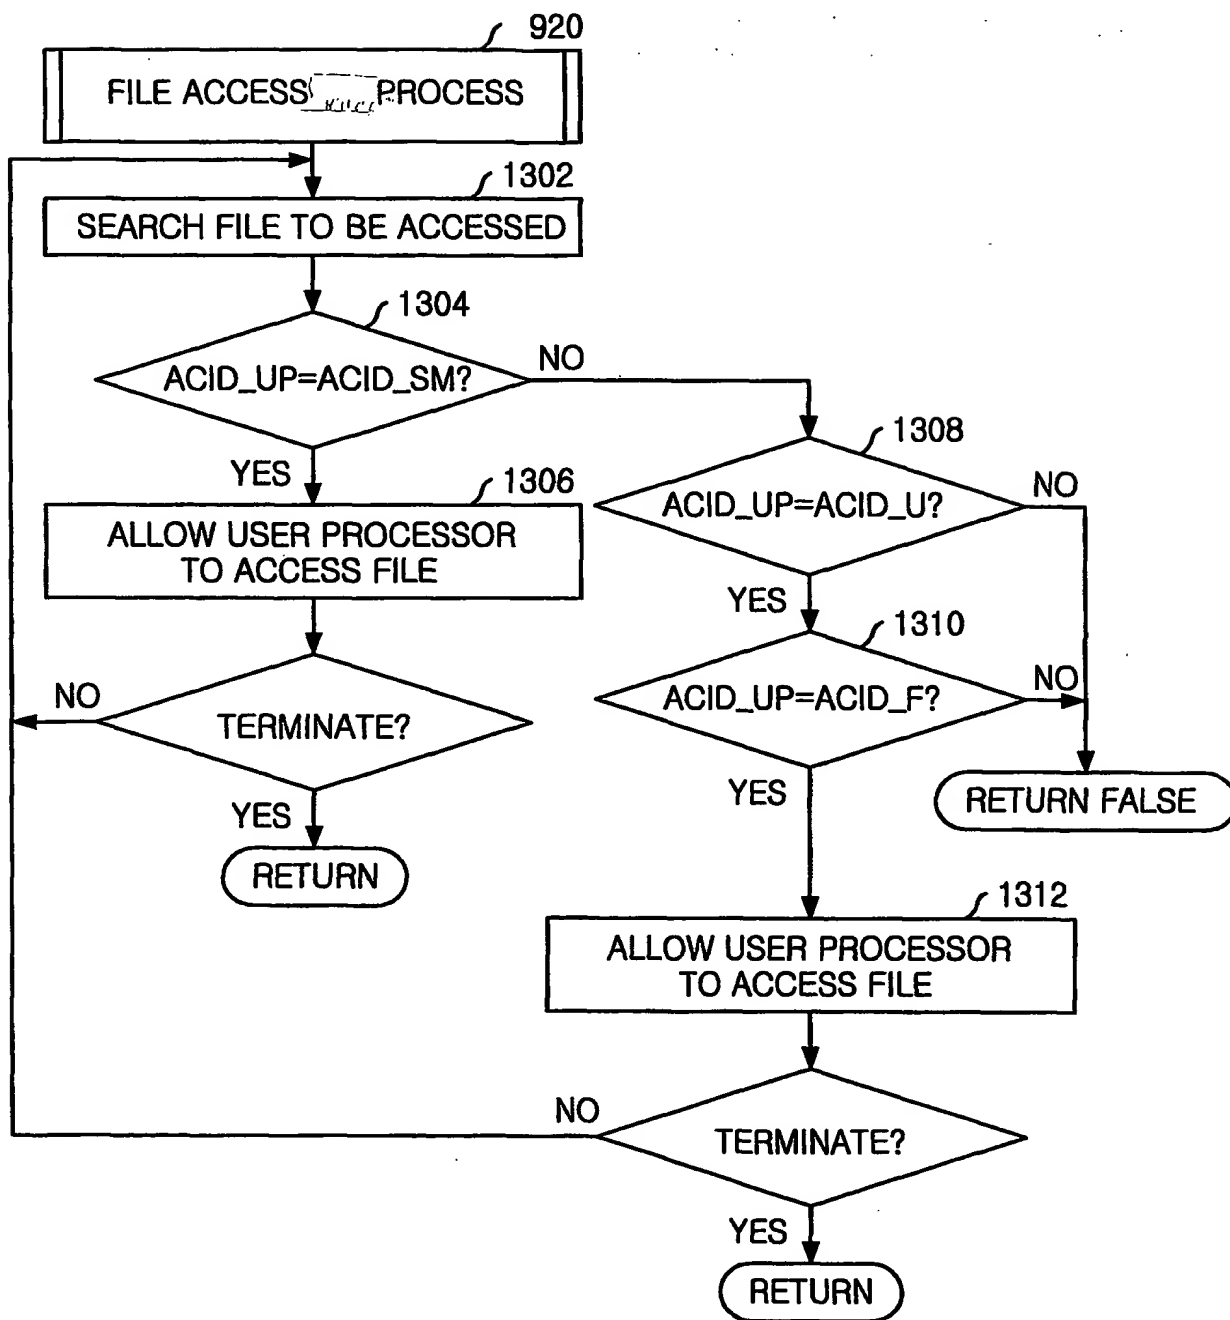 920
FILE ACCESS PROCESS
1302
SEARCH FILE TO BE ACCESSED
1304
ACID_UP=ACID_SM?
NO
YES
1306
ALLOW USER PROCESSOR
TO ACCESS FILE
1308
ACID_UP=ACID_U?
NO
YES
1310
ACID_UP=ACID_F?
NO
YES
NO
TERMINATE?
YES
RETURN
RETURN FALSE
1312
ALLOW USER PROCESSOR
TO ACCESS FILE
NO
TERMINATE?
YES
RETURN